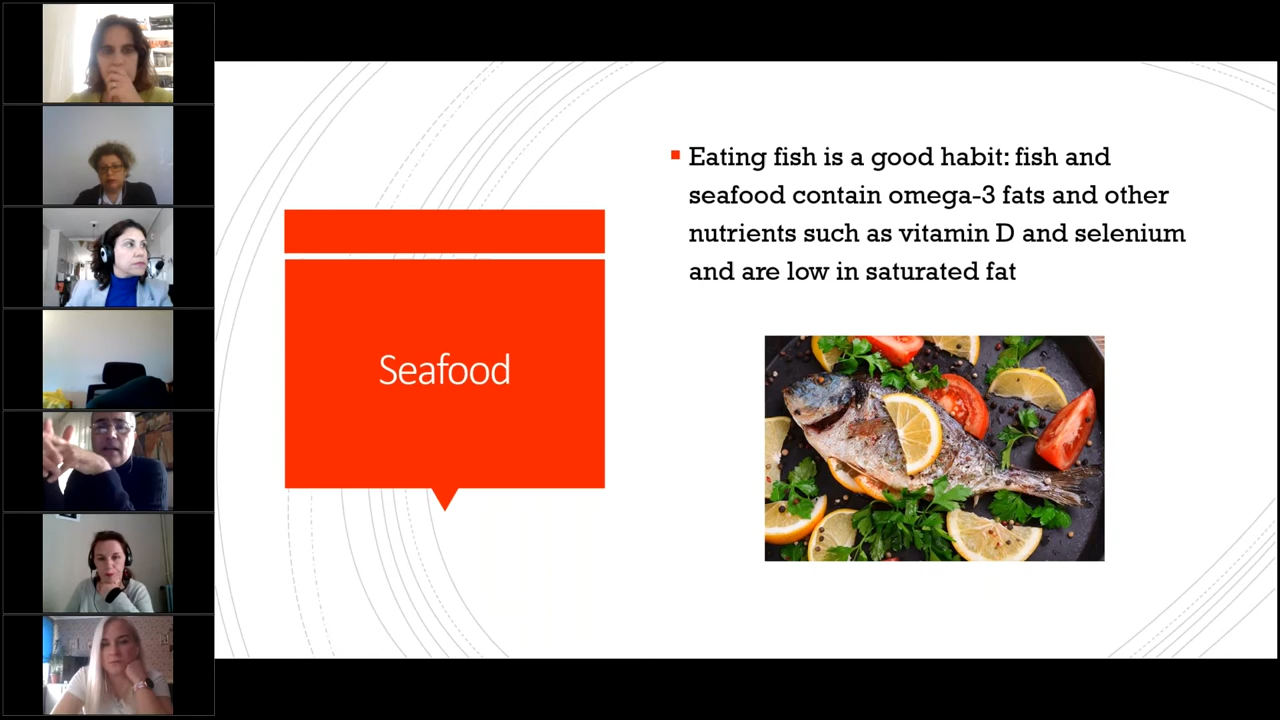 Seafood
Eating fish is a good habit: fish and
seafood contain omega-3 fats and other
nutrients such as vitamin D and selenium
and are low in saturated fat